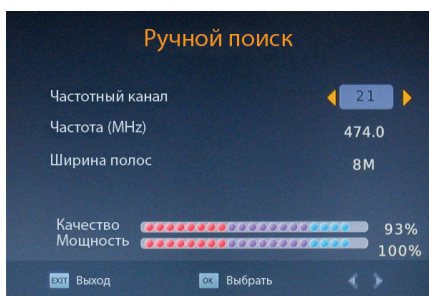 Ручной поиск
Частотный канал 21
Частота (MHz) 474.0
Ширина полос 8M
Качество 93%
Мощность 100%
EXIT Выход OK Выбрать